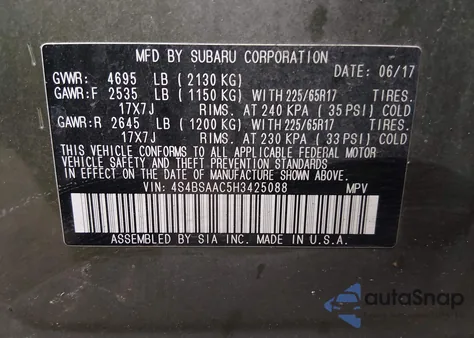 MFD BY SUBARU CORPORATION
GVWR: 4695 LB (2130 KG) DATE: 06/17
GAWR:F 2535 LB (1150 KG) WITH 225/65R17 TIRES.
17X7J RIMS. AT 240 KPA (35 PSI) COLD
GAWR:R 2645 LB (1200 KG) WITH 225/65R17 TIRES.
17X7J RIMS. AT 230 KPA (33 PSI) COLD
THIS VEHICLE CONFORMS TO ALL APPLICABLE FEDERAL MOTOR
VEHICLE SAFETY AND THEFT PREVENTION STANDARDS
IN EFFECT ON THE DATE OF MANUFACTURE SHOWN ABOVE.
VIN: 4S4BSAAC5H3425088 MPV
ASSEMBLED BY SIA INC. MADE IN U.S.A.
autoSnap